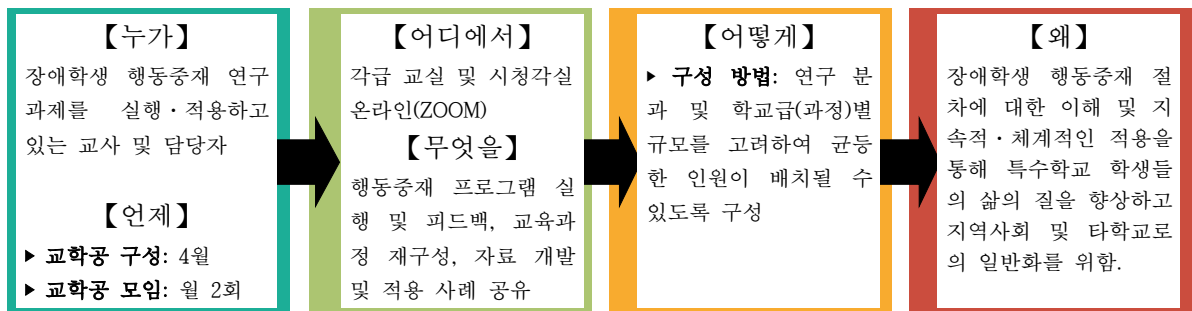 【누가】
장애학생 행동중재 연구
과제를 실행·적용하고
있는 교사 및 담당자
【언제】
▸ 교학공 구성: 4월
▸ 교학공 모임: 월 2회
【어디에서】
각급 교실 및 시청각실
온라인(ZOOM)
【무엇을】
행동중재 프로그램 실
행 및 피드백, 교육과
정 재구성, 자료 개발
및 적용 사례 공유
【어떻게】
▸ 구성 방법: 연구 분
과 및 학교급(과정)별
규모를 고려하여 균등
한 인원이 배치될 수
있도록 구성
【왜】
장애학생 행동중재 절
차에 대한 이해 및 지
속적·체계적인 적용을
통해 특수학교 학생들
의 삶의 질을 향상하고
지역사회 및 타학교로
의 일반화를 위함.